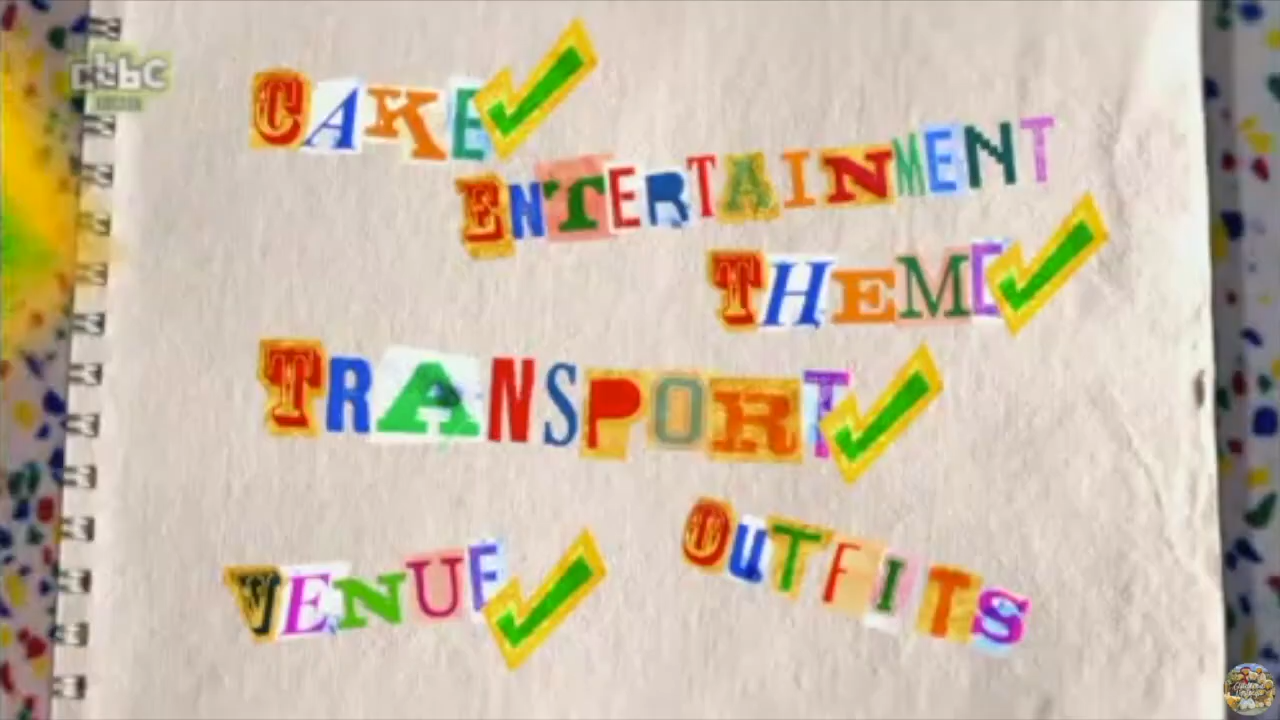 cbbc
CAKE
ENTERTAINMENT
THEME
TRANSPORT
OUTFITS
VENUE